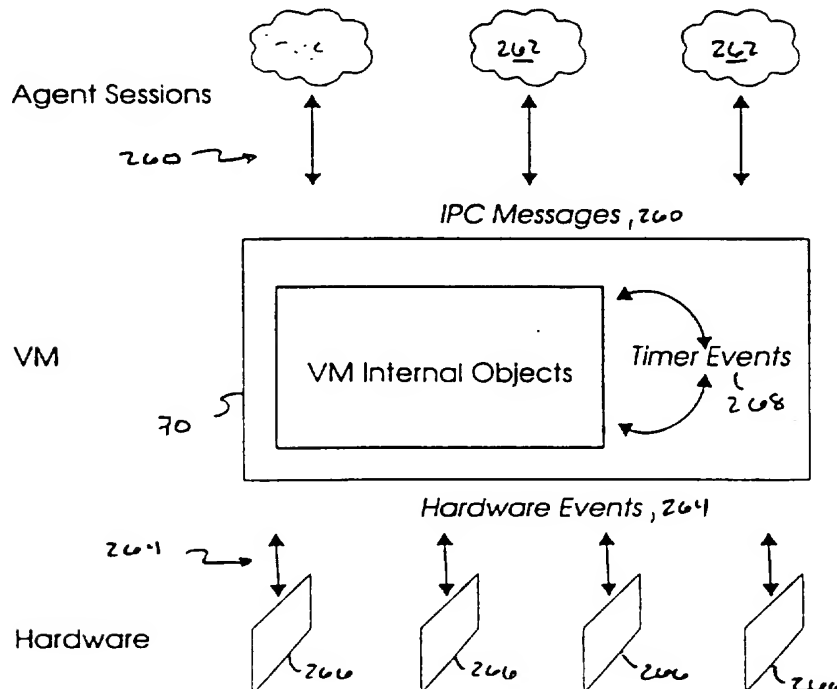 262 262
Agent Sessions
260
IPC Messages, 260
VM Internal Objects
Timer Events
268
VM
70
Hardware Events, 264
264
Hardware
266 266 266 266